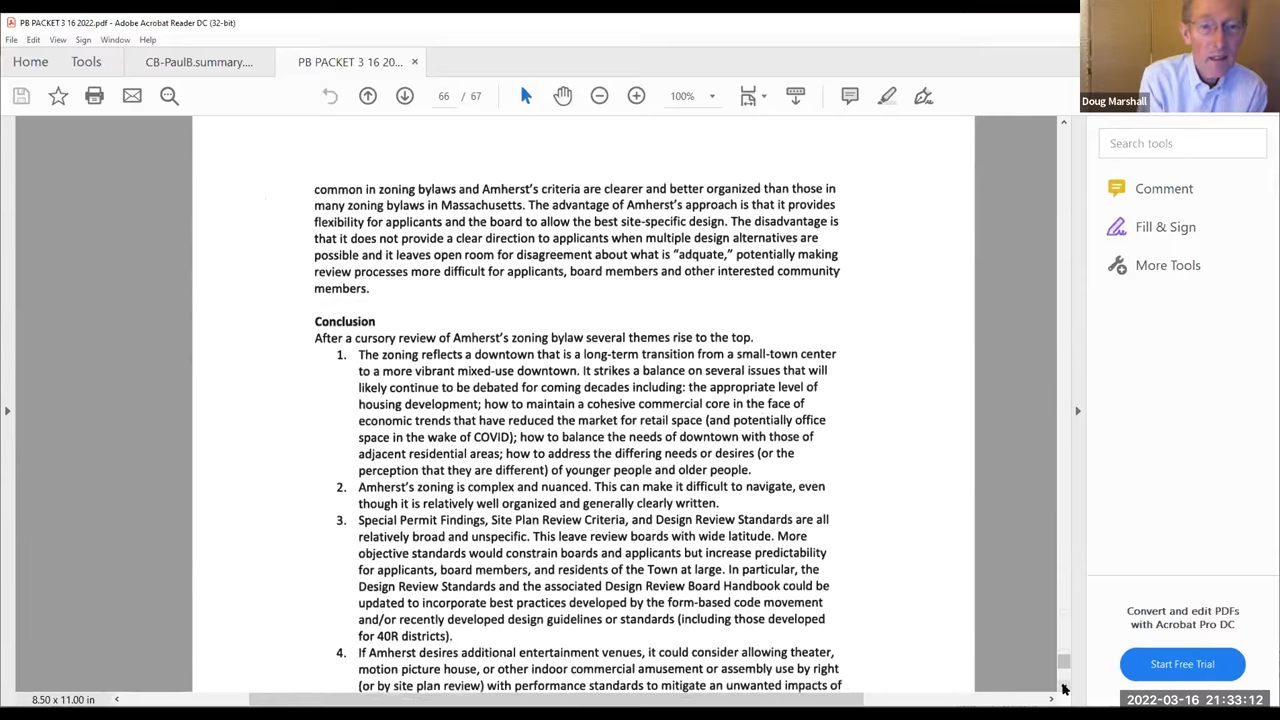 PB PACKET 3 16 2022.pdf - Adobe Acrobat Reader DC (32-bit)
File Edit View Sign Window Help
Home Tools CB-PaulB.summary.... PB PACKET 3 16 20... ×
66 / 67 100%
Doug Marshall
common in zoning bylaws and Amherst's criteria are clearer and better organized than those in
many zoning bylaws in Massachusetts. The advantage of Amherst's approach is that it provides
flexibility for applicants and the board to allow the best site-specific design. The disadvantage is
that it does not provide a clear direction to applicants when multiple design alternatives are
possible and it leaves open room for disagreement about what is “adquate,” potentially making
review processes more difficult for applicants, board members and other interested community
members.
Conclusion
After a cursory review of Amherst's zoning bylaw several themes rise to the top.
1. The zoning reflects a downtown that is a long-term transition from a small-town center
to a more vibrant mixed-use downtown. It strikes a balance on several issues that will
likely continue to be debated for coming decades including: the appropriate level of
housing development; how to maintain a cohesive commercial core in the face of
economic trends that have reduced the market for retail space (and potentially office
space in the wake of COVID); how to balance the needs of downtown with those of
adjacent residential areas; how to address the differing needs or desires (or the
perception that they are different) of younger people and older people.
2. Amherst's zoning is complex and nuanced. This can make it difficult to navigate, even
though it is relatively well organized and generally clearly written.
3. Special Permit Findings, Site Plan Review Criteria, and Design Review Standards are all
relatively broad and unspecific. This leave review boards with wide latitude. More
objective standards would constrain boards and applicants but increase predictability
for applicants, board members, and residents of the Town at large. In particular, the
Design Review Standards and the associated Design Review Board Handbook could be
updated to incorporate best practices developed by the form-based code movement
and/or recently developed design guidelines or standards (including those developed
for 40R districts).
4. If Amherst desires additional entertainment venues, it could consider allowing theater,
motion picture house, or other indoor commercial amusement or assembly use by right
(or by site plan review) with performance standards to mitigate an unwanted impacts of
8.50 x 11.00 in
Search tools
Comment
Fill & Sign
More Tools
Convert and edit PDFs
with Acrobat Pro DC
Start Free Trial
2022-03-16 21:33:12